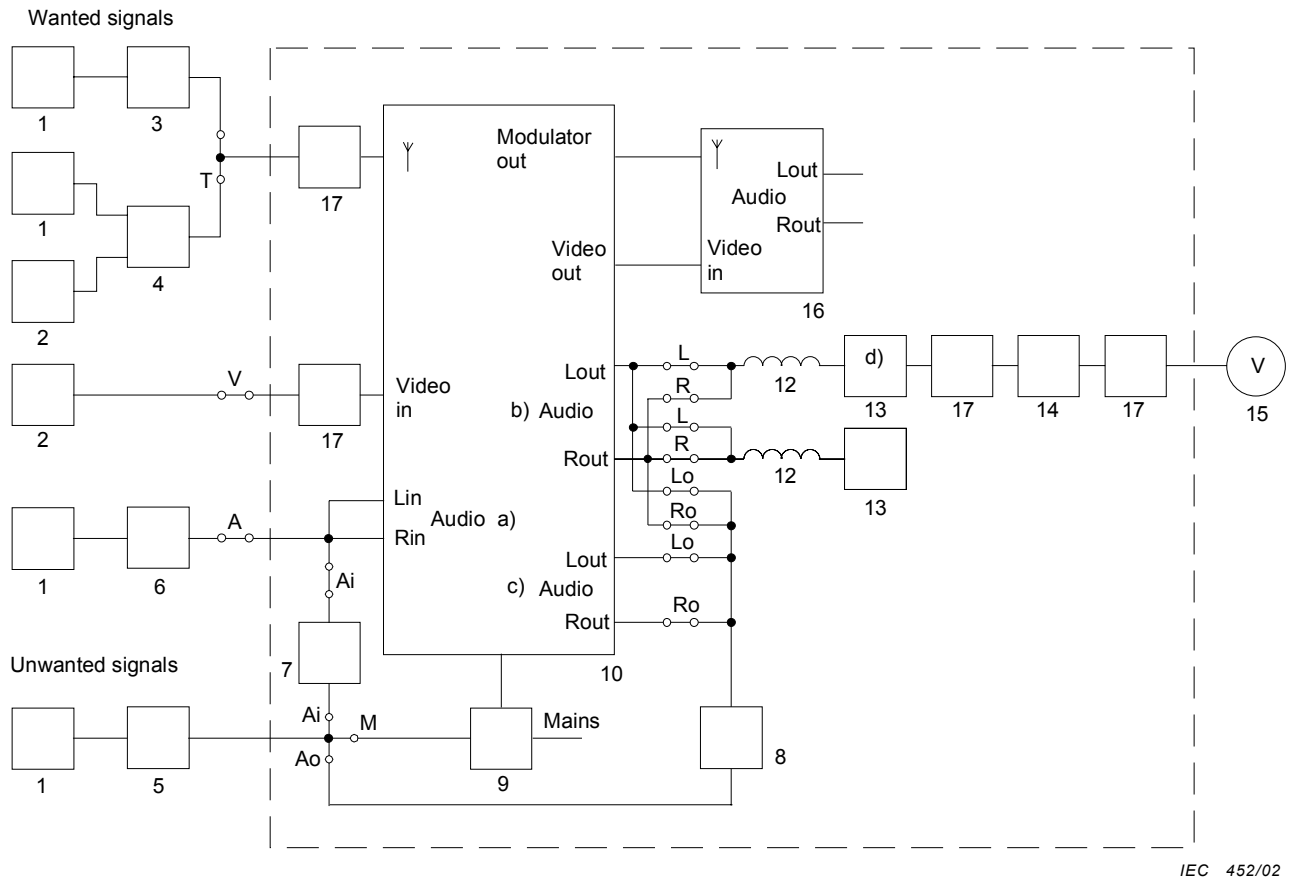 Wanted signals
1
3
1
T
4
2
17
Modulator
out
Lout
Audio
Rout
Video
out
Video
in
16
2
V
17
Video
in
Lout
b) Audio
Rout
L
R
L
R
Lo
Ro
Lo
Ro
12
d)
13
17
14
17
V
15
12
13
1
6
A
Lin
Audio a)
Rin
Lout
c) Audio
Rout
Ai
7
10
Unwanted signals
1
5
Ai
M
Ao
9
Mains
8
IEC 452/02